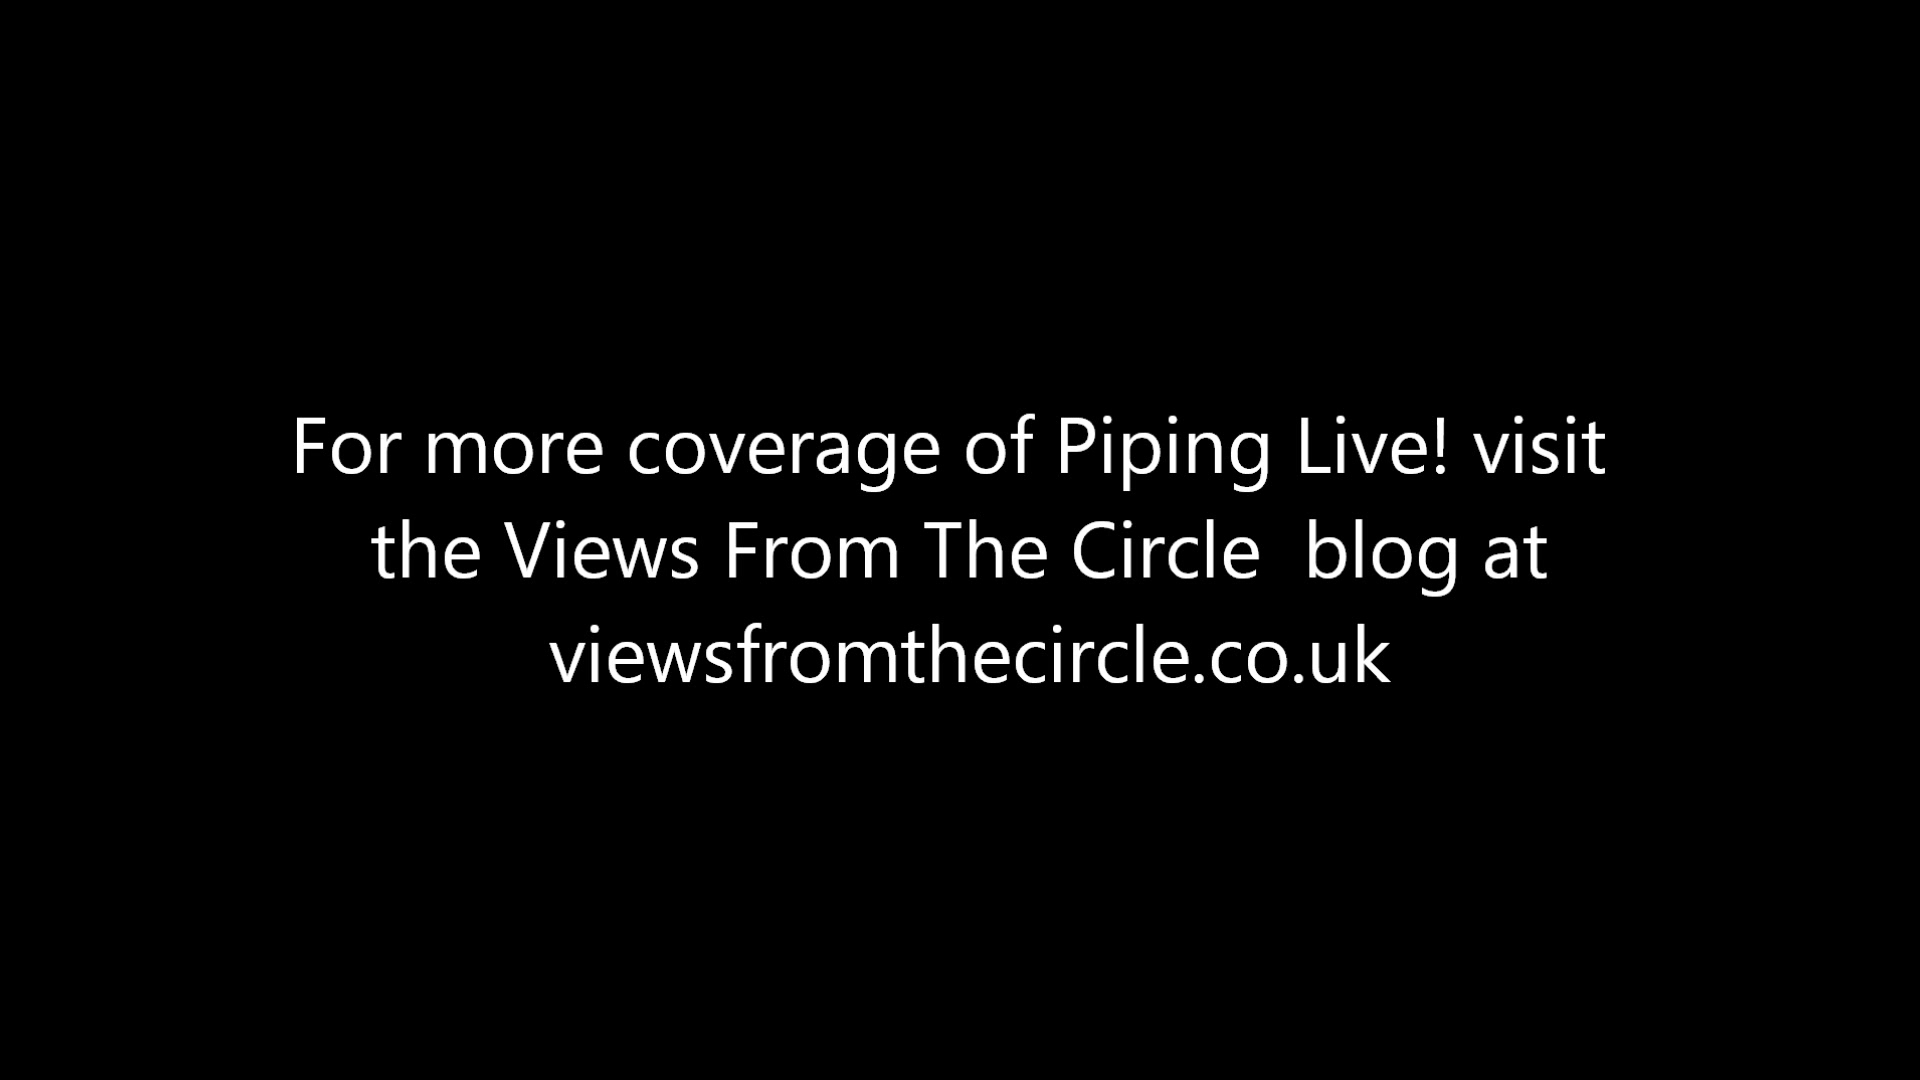 For more coverage of Piping Live! visit
the Views From The Circle  blog at
viewsfromthecircle.co.uk